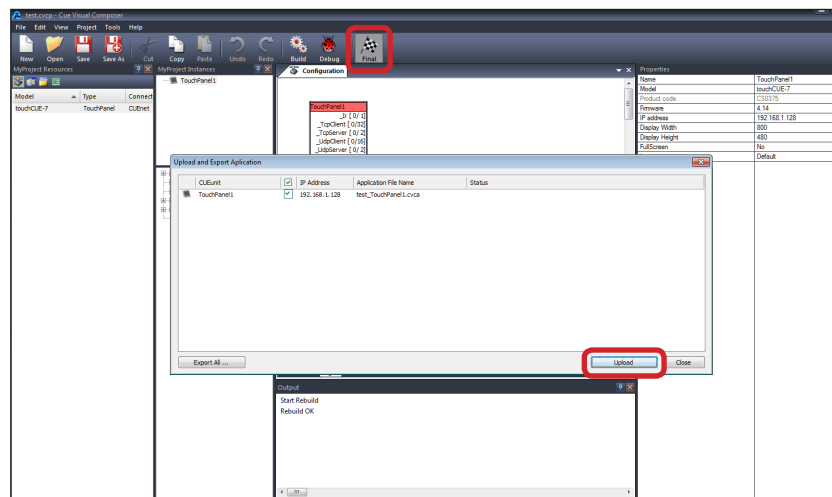 test.cvcp - Cue Visual Composer
File Edit View Project Tools Help
New Open Save Save As Cut Copy Paste Undo Redo Build Debug Final
MyProject Resources
MyProject Instances
Configuration
Properties
Model Type Connect
touchCUE-7 TouchPanel CUEnet
TouchPanel1
TouchPanel1
_Ir [ 0/ 1]
_TcpClient [ 0/32]
_TcpServer [ 0/ 2]
_UdpClient [ 0/16]
_UdpServer [ 0/ 2]
Name TouchPanel1
Model touchCUE-7
Product code CS0375
Firmware 4.14
IP address 192.168.1.128
Display Width 800
Display Height 480
FullScreen No
Default
Upload and Export Aplication
CUEunit IP Address Application File Name Status
TouchPanel1 192.168.1.128 test_TouchPanel1.cvca
Export All ... Upload Close
Output
Start Rebuild
Rebuild OK